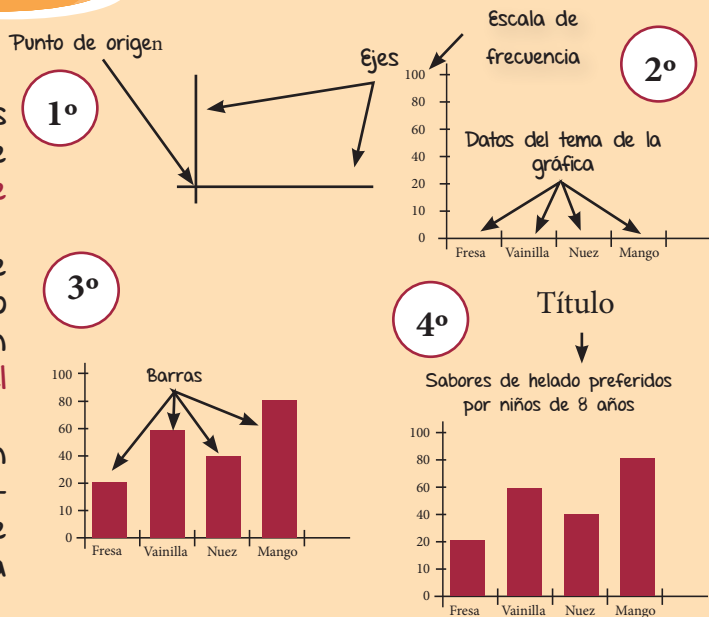 Punto de origen
1º
Ejes
Escala de
frecuencia
2º
100
80
60
40
20
10
0
Datos del tema de la
gráfica
Fresa Vainilla Nuez Mango
3º
Barras
100
80
60
40
20
10
0
Fresa Vainilla Nuez Mango
4º
Título
Sabores de helado preferidos
por niños de 8 años
100
80
60
40
20
10
0
Fresa Vainilla Nuez Mango